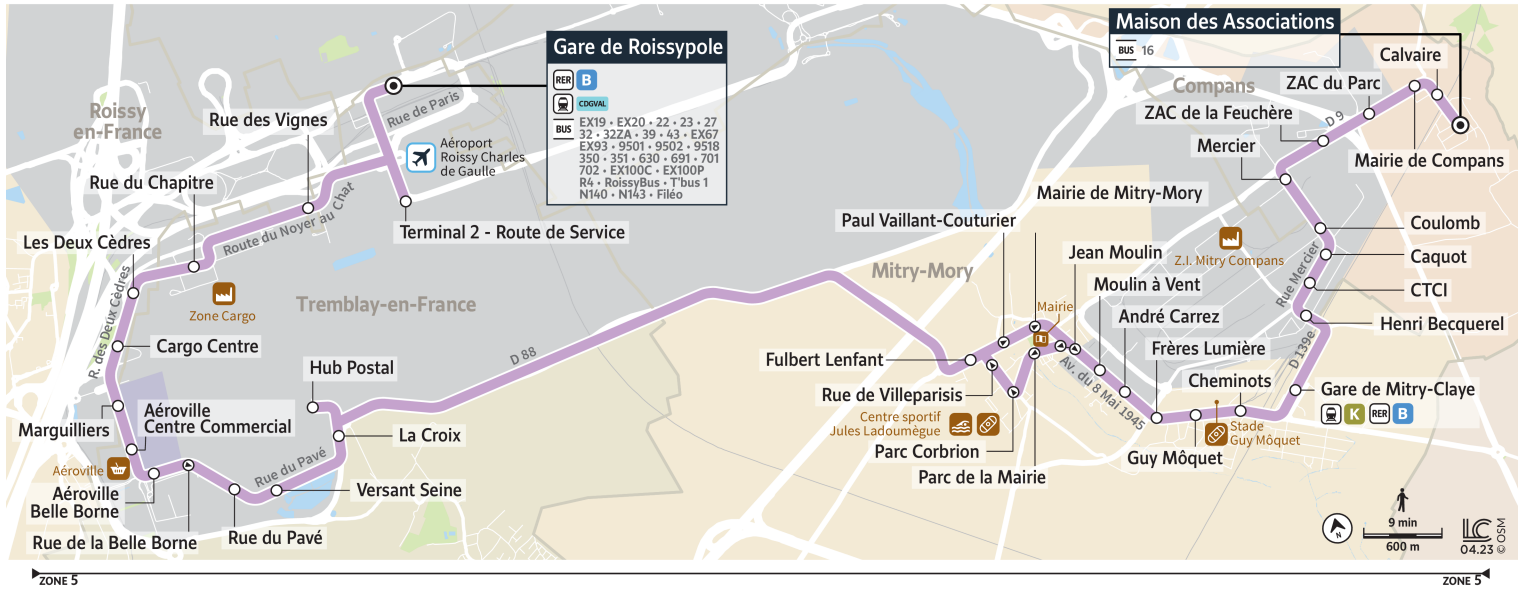 Maison des Associations
BUS 16
Calvaire
Gare de Roissypole
RER B
CDGVAL
BUS
EX19 • EX20 • 22 • 23 • 27
32 • 32ZA • 39 • 43 • EX67
EX93 • 9501 • 9502 • 9518
350 • 351 • 630 • 691 • 701
702 • EX100C • EX100P
R4 • RoissyBus • T'bus 1
N140 • N143 • Filéo
Compans
ZAC du Parc
Roissy
en-France
Rue de Paris
ZAC de la Feuchère
D 9
Rue des Vignes
Mercier
Mairie de Compans
Aéroport
Roissy Charles
de Gaulle
Rue du Chapitre
Mairie de Mitry-Mory
Route du Noyer au Chat
Paul Vaillant-Couturier
Coulomb
Terminal 2 - Route de Service
Les Deux Cèdres
Z.I. Mitry Compans
Jean Moulin
Caquot
Mitry-Mory
Rue Mercier
Moulin à Vent
CTCI
R. des Deux Cèdres
Zone Cargo
Tremblay-en-France
Mairie
André Carrez
Henri Becquerel
Cargo Centre
D 88
Fulbert Lenfant
Frères Lumière
D 139e
Hub Postal
Av. du 8 Mai 1945
Cheminots
Gare de Mitry-Claye
K RER B
Rue de Villeparisis
Aéroville
Centre Commercial
Centre sportif
Jules Ladoumègue
Marguilliers
La Croix
Stade
Guy Môquet
Parc Corbrion
Guy Môquet
Aéroville
Rue du Pavé
Parc de la Mairie
Versant Seine
Aéroville
Belle Borne
Rue de la Belle Borne
Rue du Pavé
N
9 min
600 m
LC
04.23
© OSM
ZONE 5
ZONE 5